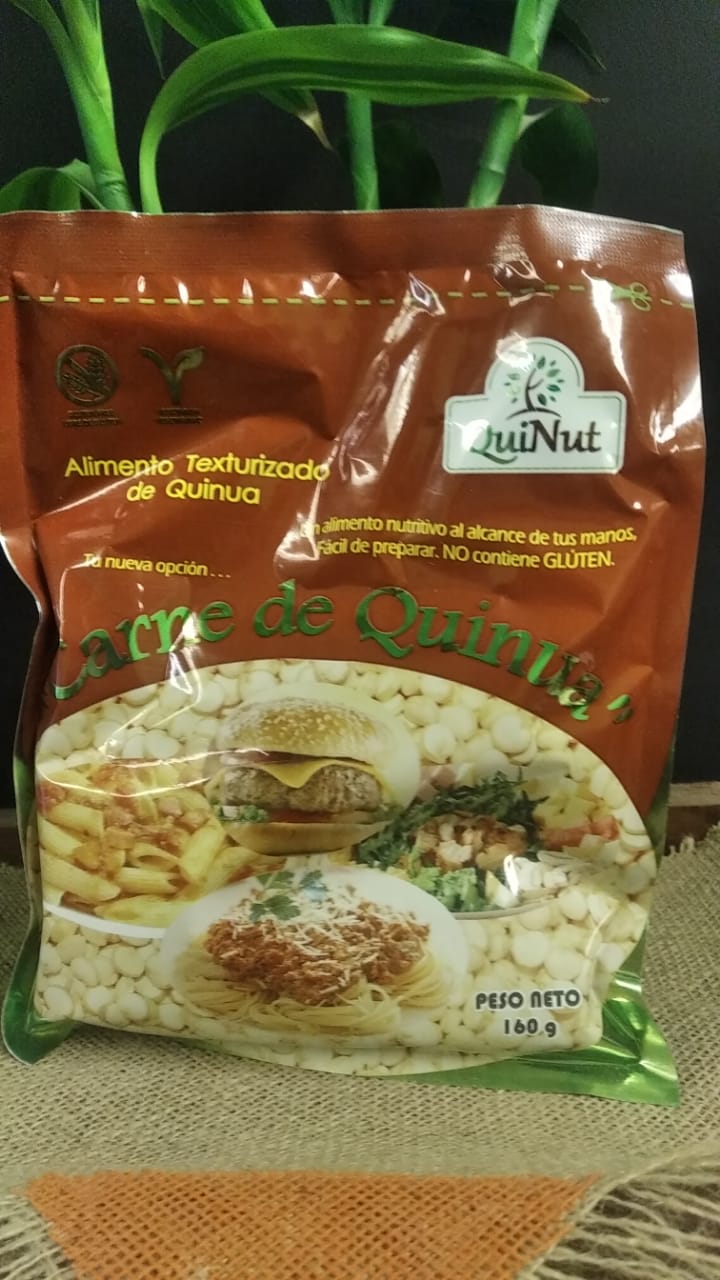 QuiNut
Alimento Texturizado
de Quinua
Un alimento nutritivo al alcance de tus manos,
Fácil de preparar. NO contiene GLÙTEN.
Tu nueva opción...
Carne de Quinua
PESO NETO
160 g